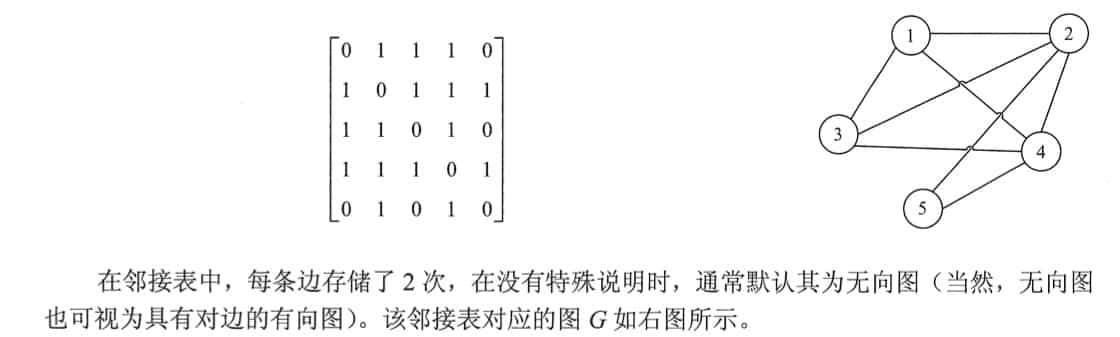 0 1 1 1 0
1 0 1 1 1
1 1 0 1 0
1 1 1 0 1
0 1 0 1 0
1
2
3
4
5
在邻接表中，每条边存储了 2 次，在没有特殊说明时，通常默认其为无向图（当然，无向图
也可视为具有对边的有向图）。该邻接表对应的图 G 如右图所示。